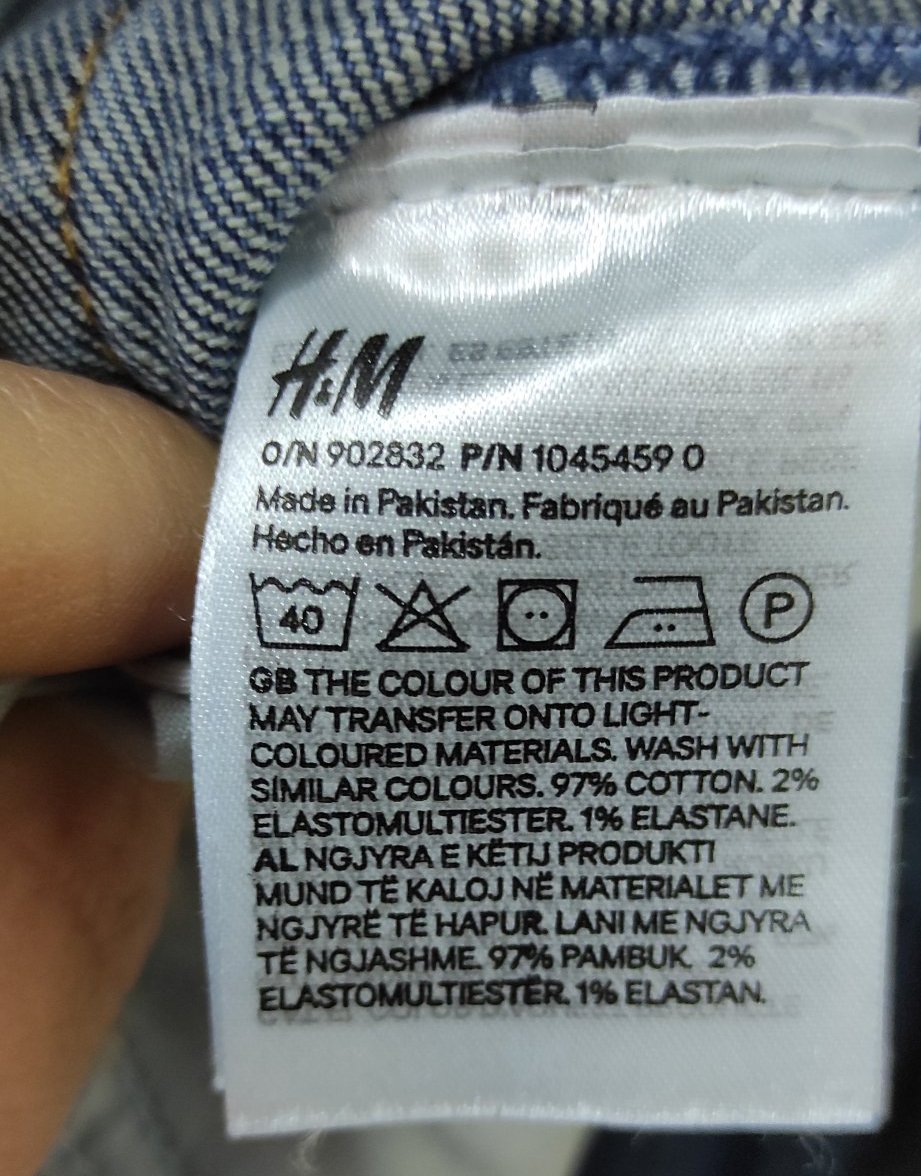 H&M
O/N 902832 P/N 1045459 0
Made in Pakistan. Fabriqué au Pakistan.
Hecho en Pakistán.
40 P
GB THE COLOUR OF THIS PRODUCT
MAY TRANSFER ONTO LIGHT-
COLOURED MATERIALS. WASH WITH
SIMILAR COLOURS. 97% COTTON. 2%
ELASTOMULTIESTER. 1% ELASTANE.
AL NGJYRA E KËTIJ PRODUKTI
MUND TË KALOJ NË MATERIALET ME
NGJYRË TË HAPUR. LANI ME NGJYRA
TË NGJASHME. 97% PAMBUK. 2%
ELASTOMULTIESTËR. 1% ELASTAN.